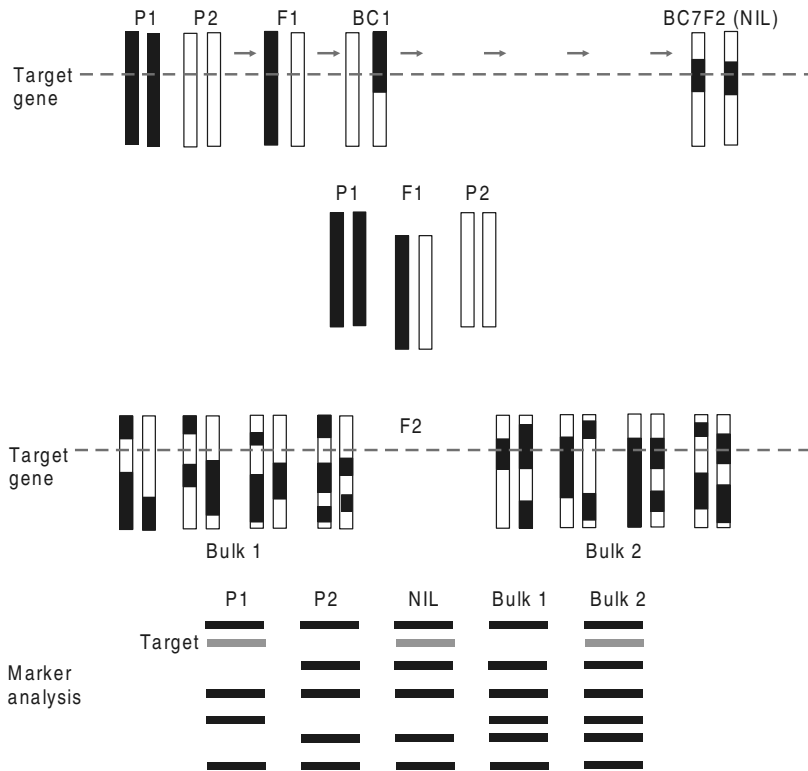 P1 P2 F1 BC1 BC7F2 (NIL)
Target
gene
P1 F1 P2
F2
Target
gene
Bulk 1 Bulk 2
P1 P2 NIL Bulk 1 Bulk 2
Target
Marker
analysis